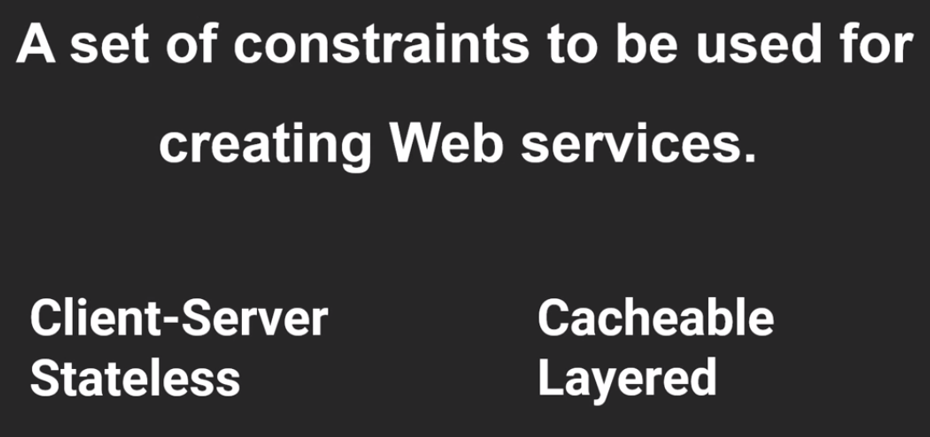 A set of constraints to be used for
creating Web services.
Client-Server
Stateless
Cacheable
Layered